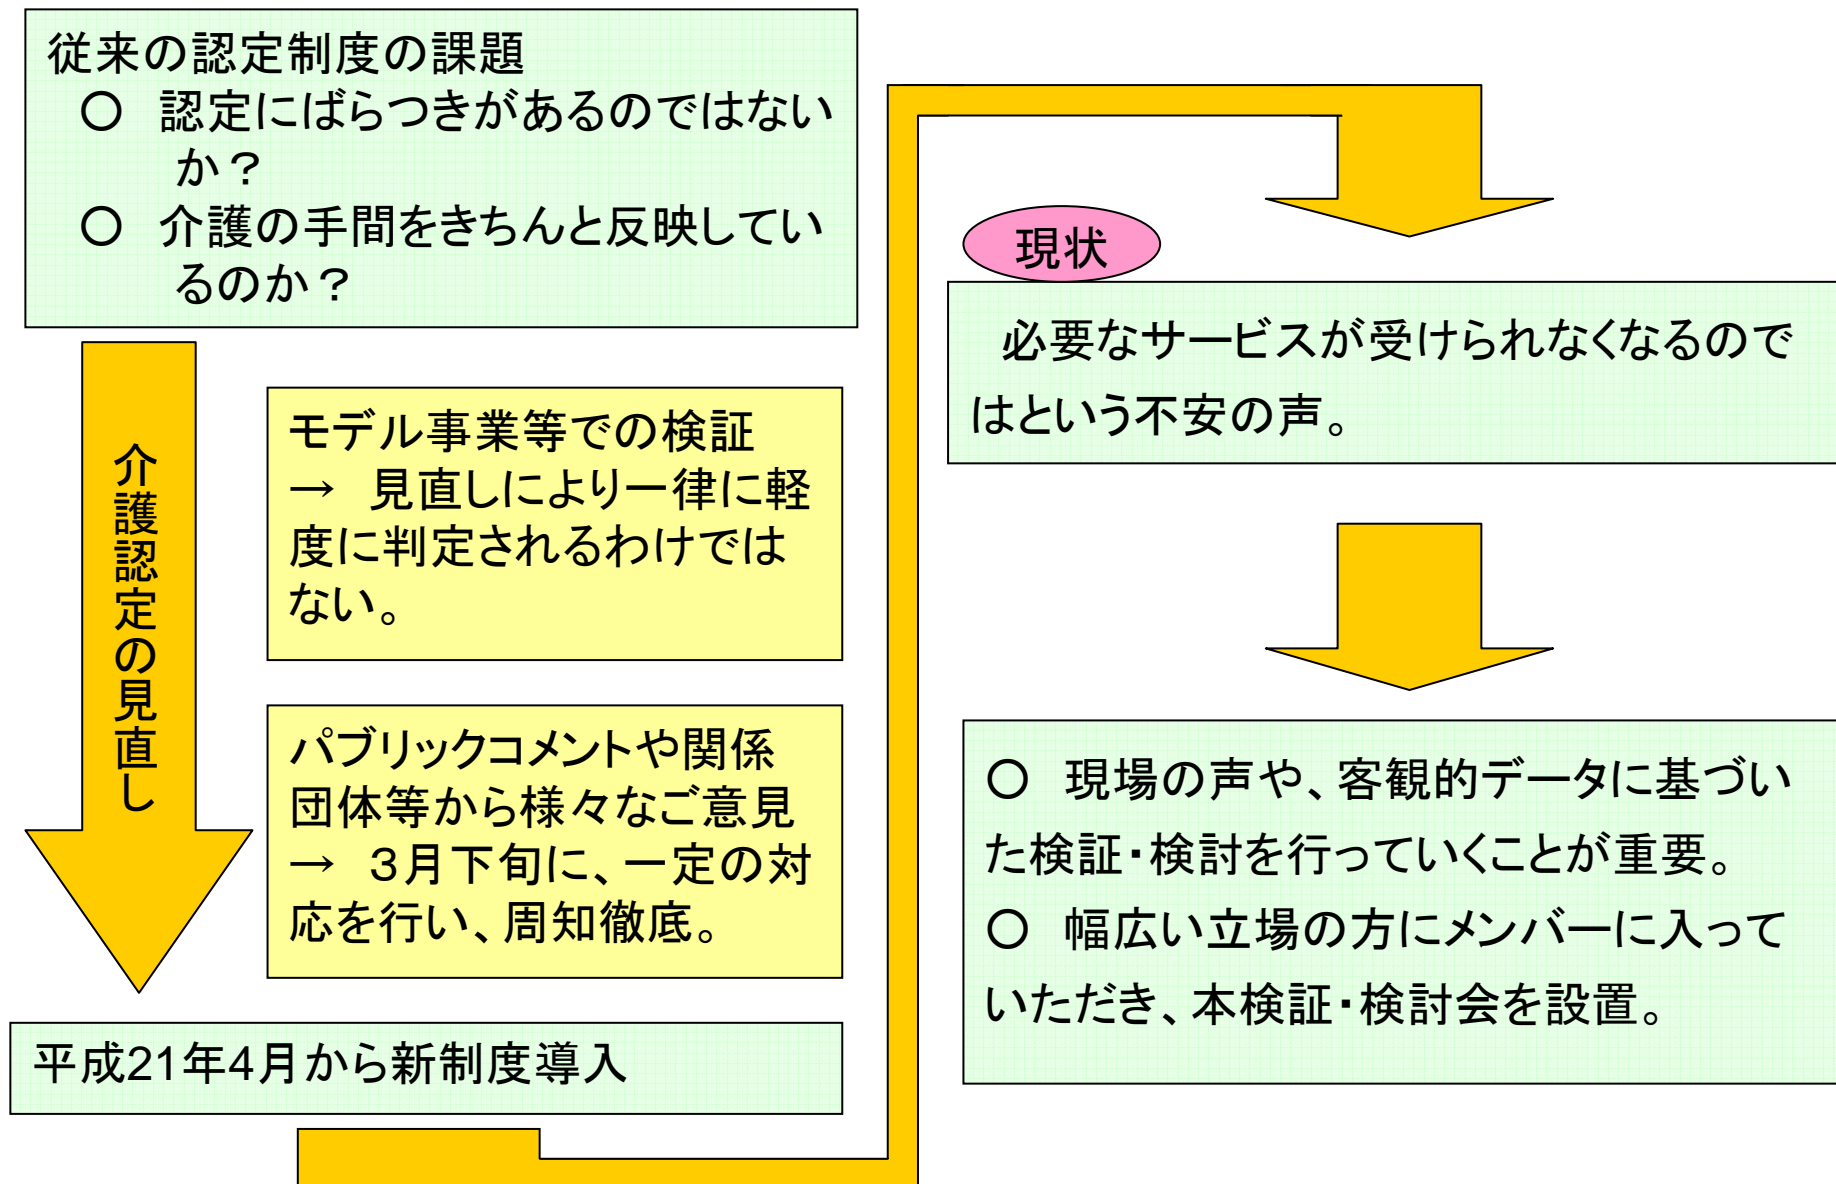 従来の認定制度の課題
○ 認定にばらつきがあるのではない
か？
○ 介護の手間をきちんと反映してい
るのか？
介護認定の見直し
モデル事業等での検証
→ 見直しにより一律に軽
度に判定されるわけでは
ない。
パブリックコメントや関係
団体等から様々なご意見
→ ３月下旬に、一定の対
応を行い、周知徹底。
平成21年4月から新制度導入
現状
必要なサービスが受けられなくなるので
はという不安の声。
○ 現場の声や、客観的データに基づい
た検証・検討を行っていくことが重要。
○ 幅広い立場の方にメンバーに入って
いただき、本検証・検討会を設置。